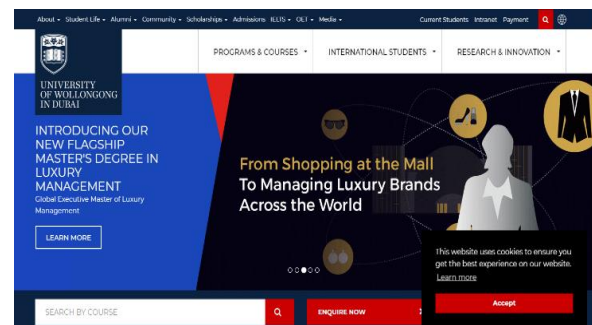 About Student Life Alumni Community Scholarships Admissions IELTS OET Media Current Students Intranet Payment
PROGRAMS & COURSES INTERNATIONAL STUDENTS RESEARCH & INNOVATION
UNIVERSITY
OF WOLLONGONG
IN DUBAI
INTRODUCING OUR
NEW FLAGSHIP
MASTER'S DEGREE IN
LUXURY
MANAGEMENT
Global Executive Master of Luxury
Management
LEARN MORE
From Shopping at the Mall
To Managing Luxury Brands
Across the World
This website uses cookies to ensure you
get the best experience on our website.
Learn more
Accept
SEARCH BY COURSE
ENQUIRE NOW